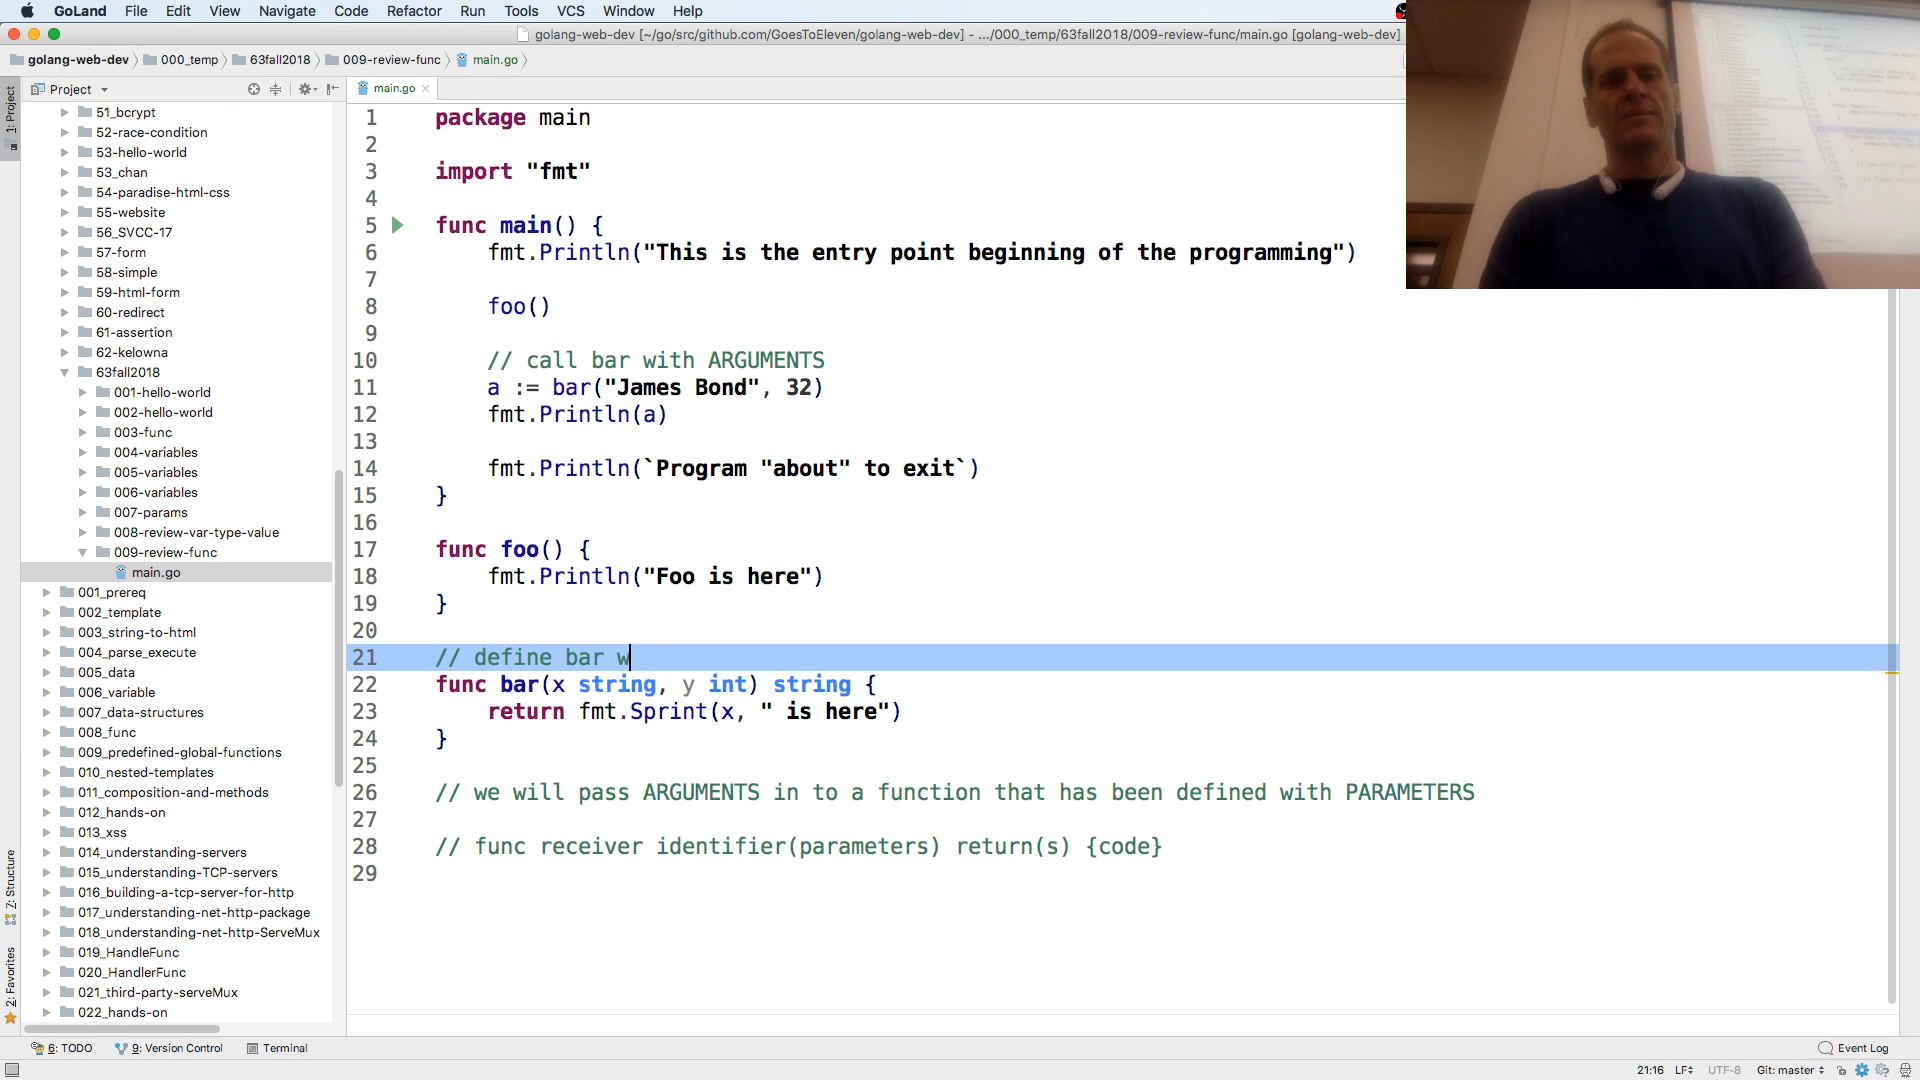 GoLand File Edit View Navigate Code Refactor Run Tools VCS Window Help
golang-web-dev [~/go/src/github.com/GoesToEleven/golang-web-dev] - .../000_temp/63fall2018/009-review-func/main.go [golang-web-dev]
golang-web-dev 000_temp 63fall2018 009-review-func main.go
1: Project
Project
main.go
51_bcrypt
52-race-condition
53-hello-world
53_chan
54-paradise-html-css
55-website
56_SVCC-17
57-form
58-simple
59-html-form
60-redirect
61-assertion
62-kelowna
63fall2018
001-hello-world
002-hello-world
003-func
004-variables
005-variables
006-variables
007-params
008-review-var-type-value
009-review-func
main.go
001_prereq
002_template
003_string-to-html
004_parse_execute
005_data
006_variable
007_data-structures
008_func
009_predefined-global-functions
010_nested-templates
011_composition-and-methods
012_hands-on
013_xss
014_understanding-servers
015_understanding-TCP-servers
016_building-a-tcp-server-for-http
017_understanding-net-http-package
018_understanding-net-http-ServeMux
019_HandleFunc
020_HandlerFunc
021_third-party-serveMux
022_hands-on
7: Structure
2: Favorites
1 package main
2
3 import "fmt"
4
5 func main() {
6 fmt.Println("This is the entry point beginning of the programming")
7
8 foo()
9
10 // call bar with ARGUMENTS
11 a := bar("James Bond", 32)
12 fmt.Println(a)
13
14 fmt.Println(`Program "about" to exit`)
15 }
16
17 func foo() {
18 fmt.Println("Foo is here")
19 }
20
21 // define bar w
22 func bar(x string, y int) string {
23 return fmt.Sprint(x, " is here")
24 }
25
26 // we will pass ARGUMENTS in to a function that has been defined with PARAMETERS
27
28 // func receiver identifier(parameters) return(s) {code}
29
6: TODO 9: Version Control Terminal Event Log
21:16 LF UTF-8 Git: master